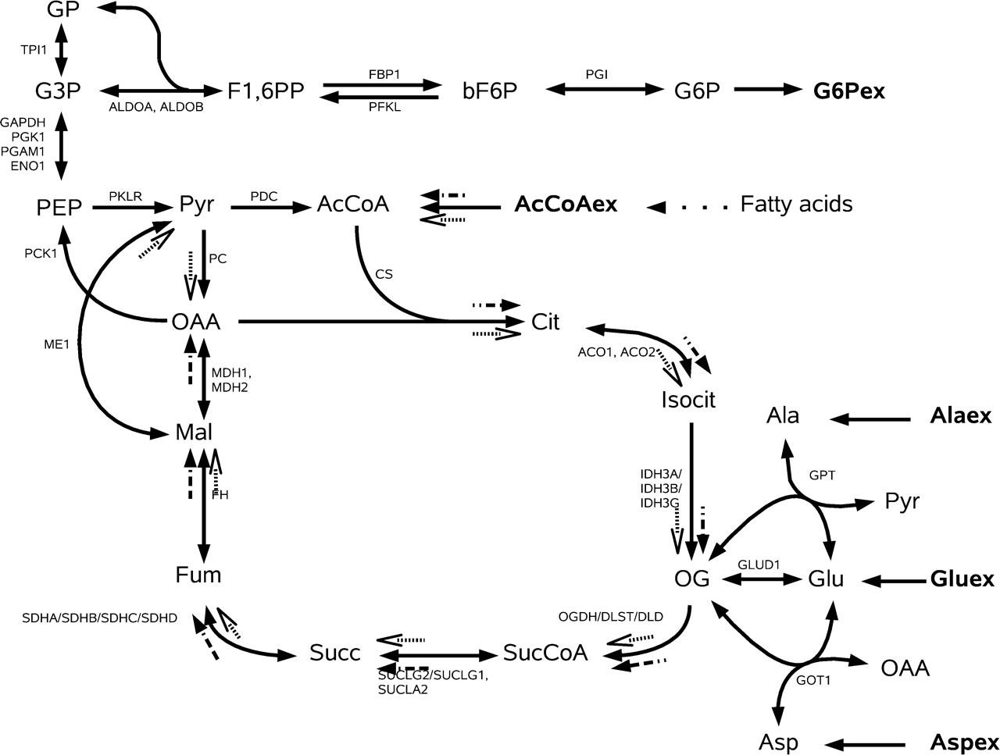 GP
TPI1
G3P
ALDOA, ALDOB
F1,6PP
FBP1
PFKL
bF6P
PGI
G6P
G6Pex
GAPDH
PGK1
PGAM1
ENO1
PEP
PKLR
Pyr
PDC
AcCoA
AcCoAex
Fatty acids
PCK1
PC
CS
OAA
Cit
ME1
ACO1, ACO2
MDH1,
MDH2
Isocit
Mal
Ala
Alaex
IDH3A/
IDH3B/
IDH3G
GPT
FH
Pyr
Fum
OG
GLUD1
Glu
Gluex
SDHA/SDHB/SDHC/SDHD
OGDH/DLST/DLD
Succ
SucCoA
SUCLG2/SUCLG1,
SUCLA2
OAA
GOT1
Asp
Aspex